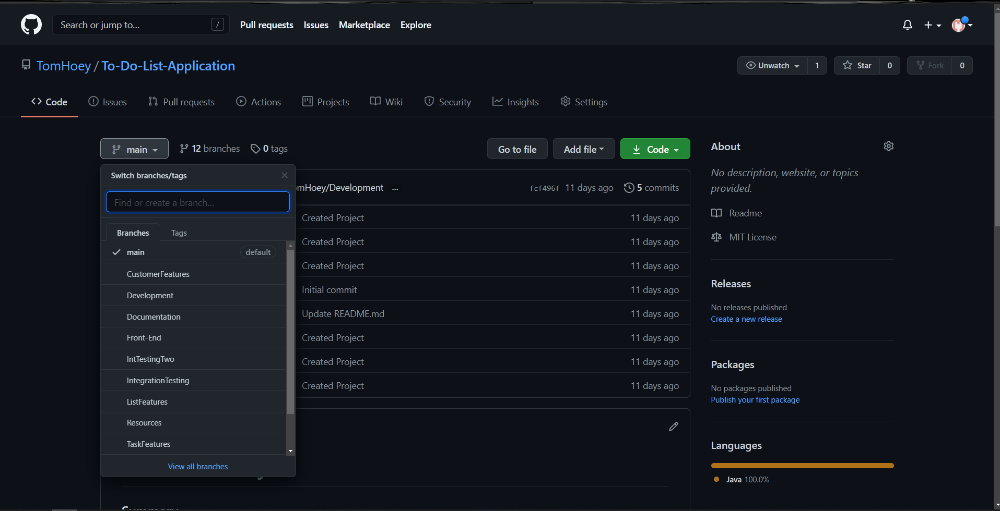 Search or jump to... /
Pull requests Issues Marketplace Explore
TomHoey / To-Do-List-Application
Unwatch 1 Star 0 Fork 0
Code Issues Pull requests Actions Projects Wiki Security Insights Settings
main 12 branches 0 tags Go to file Add file Code
Switch branches/tags
Find or create a branch...
Branches Tags
main default
CustomerFeatures
Development
Documentation
Front-End
IntTestingTwo
IntegrationTesting
ListFeatures
Resources
TaskFeatures
View all branches
mHoey/Development ... fcf496f 11 days ago 5 commits
Created Project 11 days ago
Created Project 11 days ago
Created Project 11 days ago
Initial commit 11 days ago
Update README.md 11 days ago
Created Project 11 days ago
Created Project 11 days ago
Created Project 11 days ago
About
No description, website, or topics
provided.
Readme
MIT License
Releases
No releases published
Create a new release
Packages
No packages published
Publish your first package
Languages
Java 100.0%